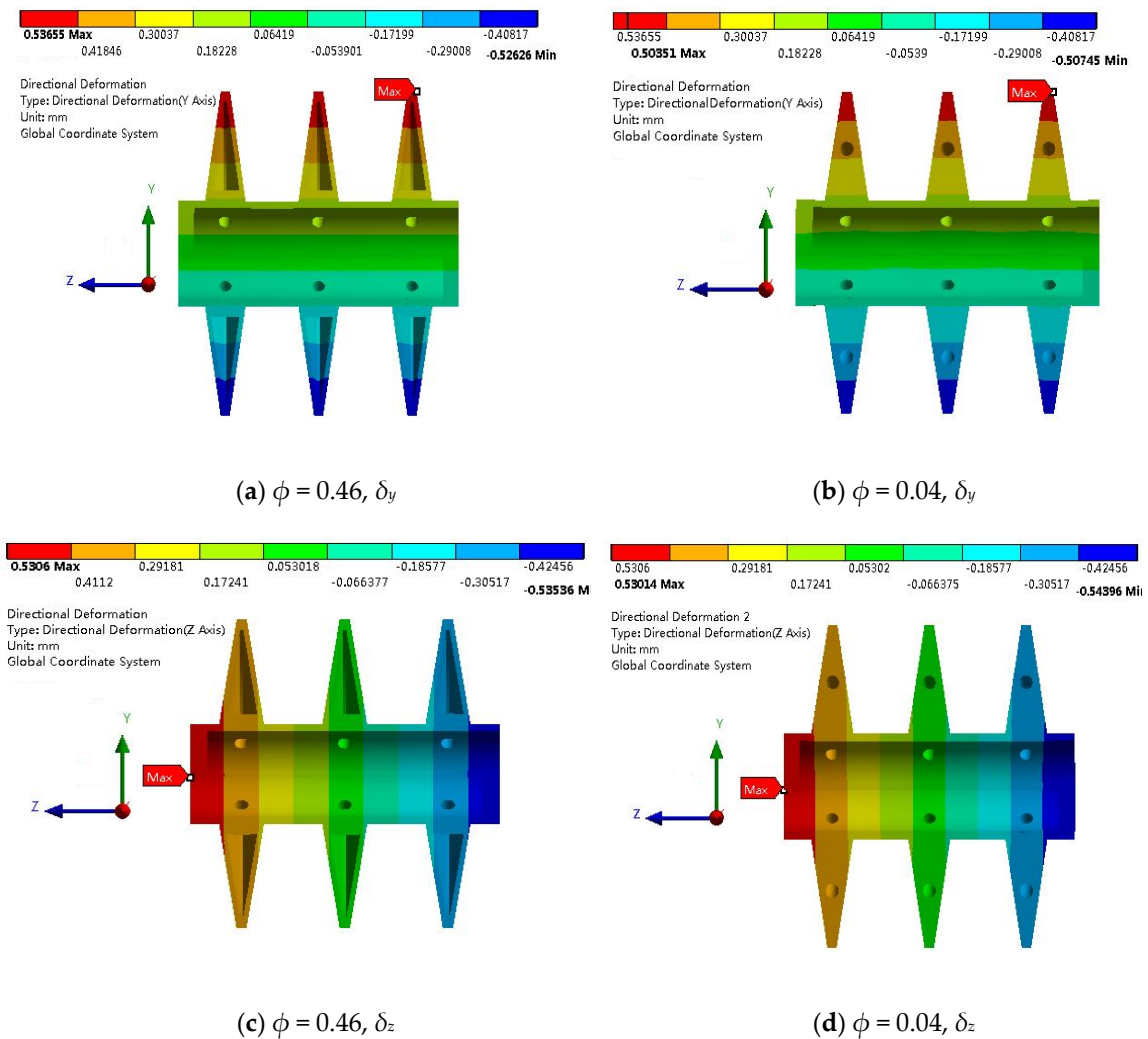 0.53655 Max 0.30037 0.06419 -0.17199 -0.40817
0.41846 0.18228 -0.053901 -0.29008 -0.52626 Min
Directional Deformation
Type: Directional Deformation(Y Axis)
Unit: mm
Global Coordinate System
Max
Y
Z
(a) ϕ = 0.46, δy
0.53655 0.30037 0.06419 -0.17199 -0.40817
0.50351 Max 0.18228 -0.0539 -0.29008 -0.50745 Min
Directional Deformation
Type: DirectionalDeformation(Y Axis)
Unit: mm
Global Coordinate System
Max
Y
Z
(b) ϕ = 0.04, δy
0.5306 Max 0.29181 0.053018 -0.18577 -0.42456
0.4112 0.17241 -0.066377 -0.30517 -0.53536 Mi
Directional Deformation
Type: Directional Deformation(Z Axis)
Unit: mm
Global Coordinate System
Max
Y
Z
(c) ϕ = 0.46, δz
0.5306 0.29181 0.05302 -0.18577 -0.42456
0.53014 Max 0.17241 -0.066375 -0.30517 -0.54396 Min
Directional Deformation 2
Type: Directional Deformation(Z Axis)
Unit: mm
Global Coordinate System
Max
Y
Z
(d) ϕ = 0.04, δz